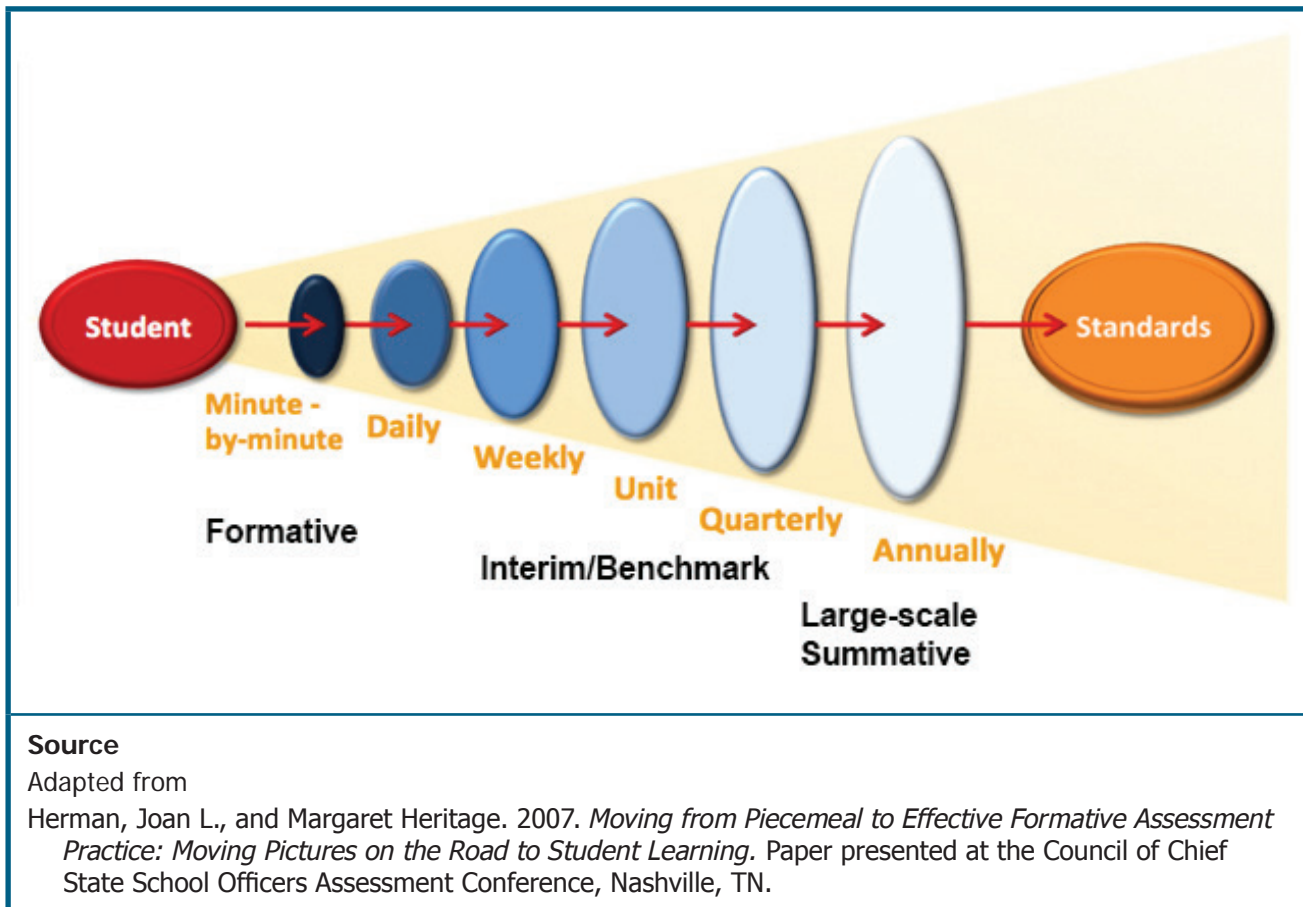 Student
Standards
Minute -
by-minute
Daily
Weekly
Unit
Quarterly
Annually
Formative
Interim/Benchmark
Large-scale
Summative
Source
Adapted from
Herman, Joan L., and Margaret Heritage. 2007. Moving from Piecemeal to Effective Formative Assessment
Practice: Moving Pictures on the Road to Student Learning. Paper presented at the Council of Chief
State School Officers Assessment Conference, Nashville, TN.